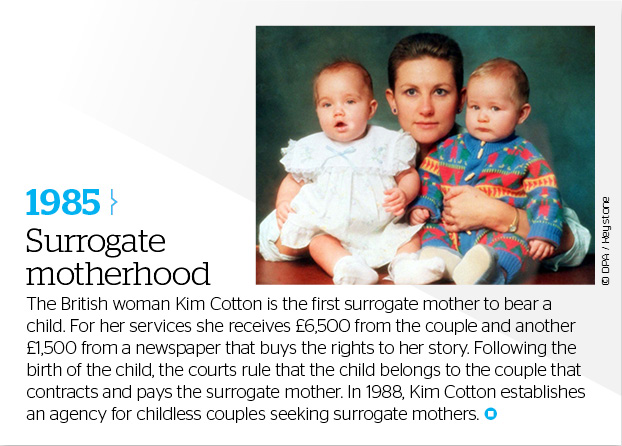 © DPA / Keystone
1985
Surrogate
motherhood
The British woman Kim Cotton is the first surrogate mother to bear a
child. For her services she receives £6,500 from the couple and another
£1,500 from a newspaper that buys the rights to her story. Following the
birth of the child, the courts rule that the child belongs to the couple that
contracts and pays the surrogate mother. In 1988, Kim Cotton establishes
an agency for childless couples seeking surrogate mothers.